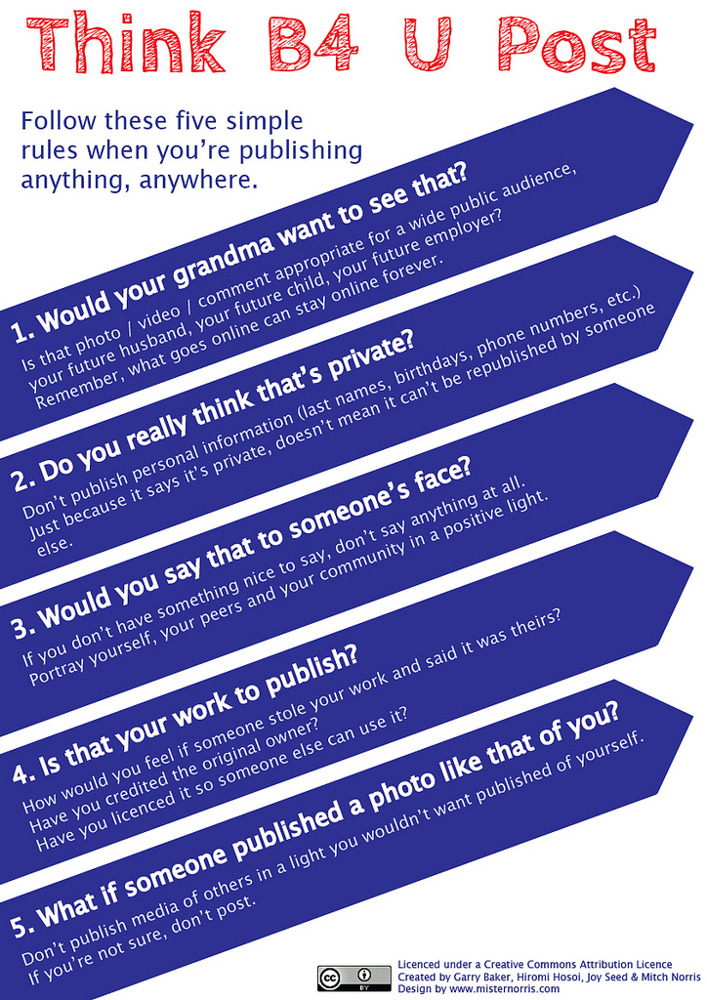 Think B4 U Post
Follow these five simple
rules when you're publishing
anything, anywhere.
1. Would your grandma want to see that?
Is that photo / video / comment appropriate for a wide public audience,
your future husband, your future child, your future employer?
Remember, what goes online can stay online forever.
2. Do you really think that's private?
Don't publish personal information (last names, birthdays, phone numbers, etc.)
Just because it says it's private, doesn't mean it can't be republished by someone
else.
3. Would you say that to someone's face?
If you don't have something nice to say, don't say anything at all.
Portray yourself, your peers and your community in a positive light.
4. Is that your work to publish?
How would you feel if someone stole your work and said it was theirs?
Have you credited the original owner?
Have you licenced it so someone else can use it?
5. What if someone published a photo like that of you?
Don't publish media of others in a light you wouldn't want published of yourself.
If you're not sure, don't post.
cc
BY
Licenced under a Creative Commons Attribution Licence
Created by Garry Baker, Hiromi Hosoi, Joy Seed & Mitch Norris
Design by www.misternorris.com